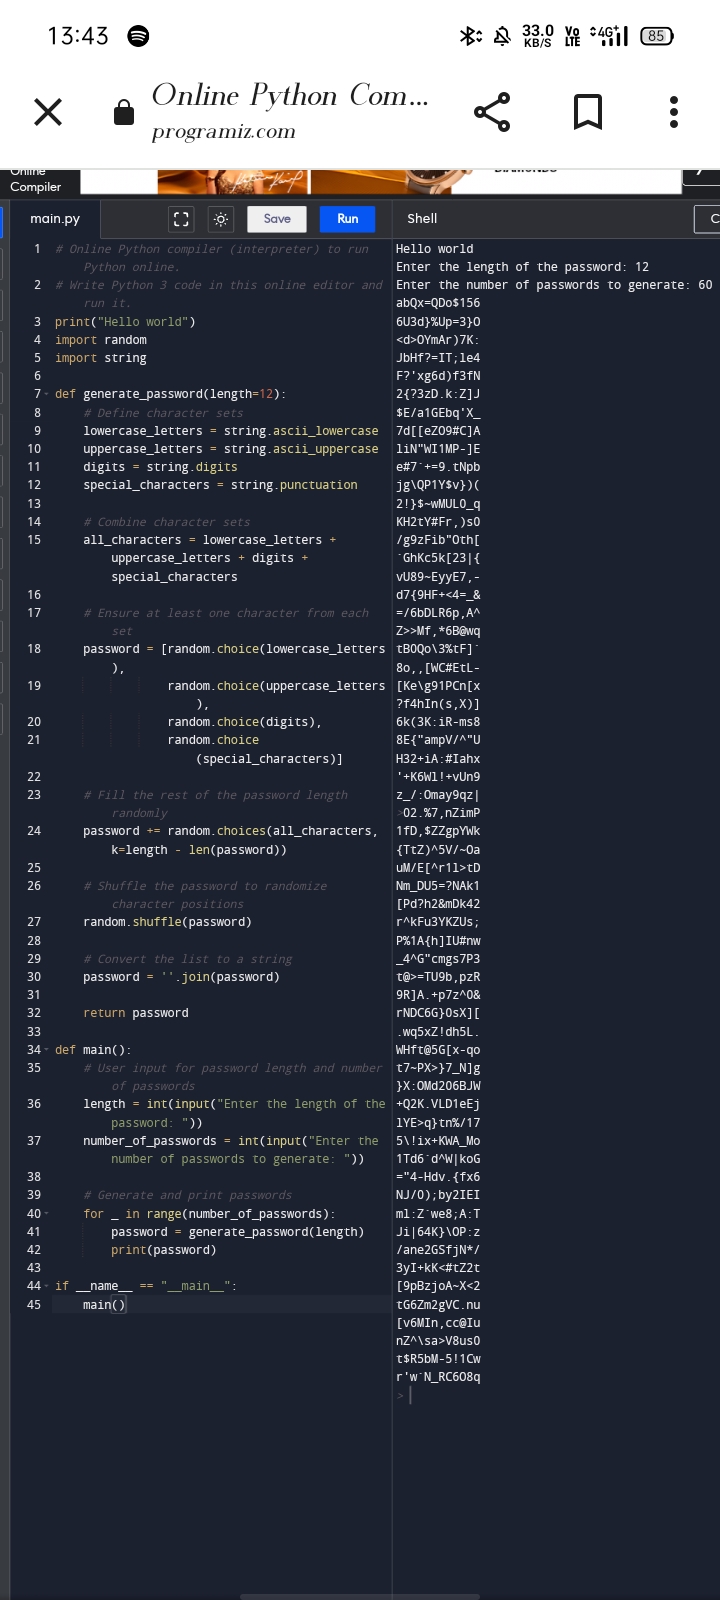 13:43
33.0 KB/S
Vo LTE
4G+
85
Online Python Com...
programiz.com
Online
Compiler
main.py
Save
Run
Shell
C
1 # Online Python compiler (interpreter) to run
Python online.
2 # Write Python 3 code in this online editor and
run it.
3 print("Hello world")
4 import random
5 import string
6
7 def generate_password(length=12):
8 # Define character sets
9 lowercase_letters = string.ascii_lowercase
10 uppercase_letters = string.ascii_uppercase
11 digits = string.digits
12 special_characters = string.punctuation
13
14 # Combine character sets
15 all_characters = lowercase_letters +
uppercase_letters + digits +
special_characters
16
17 # Ensure at least one character from each
set
18 password = [random.choice(lowercase_letters
),
19 random.choice(uppercase_letters
),
20 random.choice(digits),
21 random.choice
(special_characters)]
22
23 # Fill the rest of the password length
randomly
24 password += random.choices(all_characters,
k=length - len(password))
25
26 # Shuffle the password to randomize
character positions
27 random.shuffle(password)
28
29 # Convert the list to a string
30 password = ''.join(password)
31
32 return password
33
34 def main():
35 # User input for password length and number
of passwords
36 length = int(input("Enter the length of the
password: "))
37 number_of_passwords = int(input("Enter the
number of passwords to generate: "))
38
39 # Generate and print passwords
40 for _ in range(number_of_passwords):
41 password = generate_password(length)
42 print(password)
43
44 if __name__ == "__main__":
45 main()
Hello world
Enter the length of the password: 12
Enter the number of passwords to generate: 60
abQx=QDo$156
6U3d}%Up=3}O
<d>OYmAr)7K:
JbHf?=IT;le4
F?'xg6d)f3fN
2{?3zD.k:Z]J
$E/a1GEbq'X_
7d[[eZO9#C]A
liN"WI1MP-]E
e#7`+=9.tNpb
jg\QP1Y$v})(
2!}$~wMUL0_q
KH2tY#Fr,)s0
/g9zFib"Oth[
`GhKc5k[23|{
vU89~EyyE7,-
d7{9HF+<4=_&
=/6bDLR6p,A^
Z>>Mf,*6B@wq
tB0Qo\3%tF]`
8o,,[WC#EtL-
[Ke\g91PCn[x
?f4hIn(s,X)]
6k(3K:iR-ms8
8E{"ampV/^"U
H32+iA:#Iahx
'+K6Wl!+vUn9
z_/:Omay9qz|
>O2.%7,nZimP
1fD,$ZZgpYWk
{TtZ)^5V/~Oa
uM/E[^r1l>tD
Nm_DU5=?NAk1
[Pd?h2&mDk42
r^kFu3YKZUs;
P%1A{h]IU#nw
_4^G"cmgs7P3
t@>=TU9b,pzR
9R]A.+p7z^0&
rNDC6G}0sX][
.wq5xZ!dh5L.
WHft@5G[x-qo
t7~PX>}7_N]g
}X:OMd206BJW
+Q2K.VLD1eEj
lYE>q}tn%/17
5\!ix+KWA_Mo
1Td6`d^W|koG
="4-Hdv.{fx6
NJ/0);by2IEI
ml:Z`we8;A:T
Ji|64K}\OP:z
/ane2GSfjN*/
3yI+kK<#tZ2t
[9pBzjoA~X<2
tG6Zm2gVC.nu
[v6MIn,cc@Iu
nZ^\sa>V8us0
t$R5bM-5!1Cw
r'w`N_RC6O8q
>